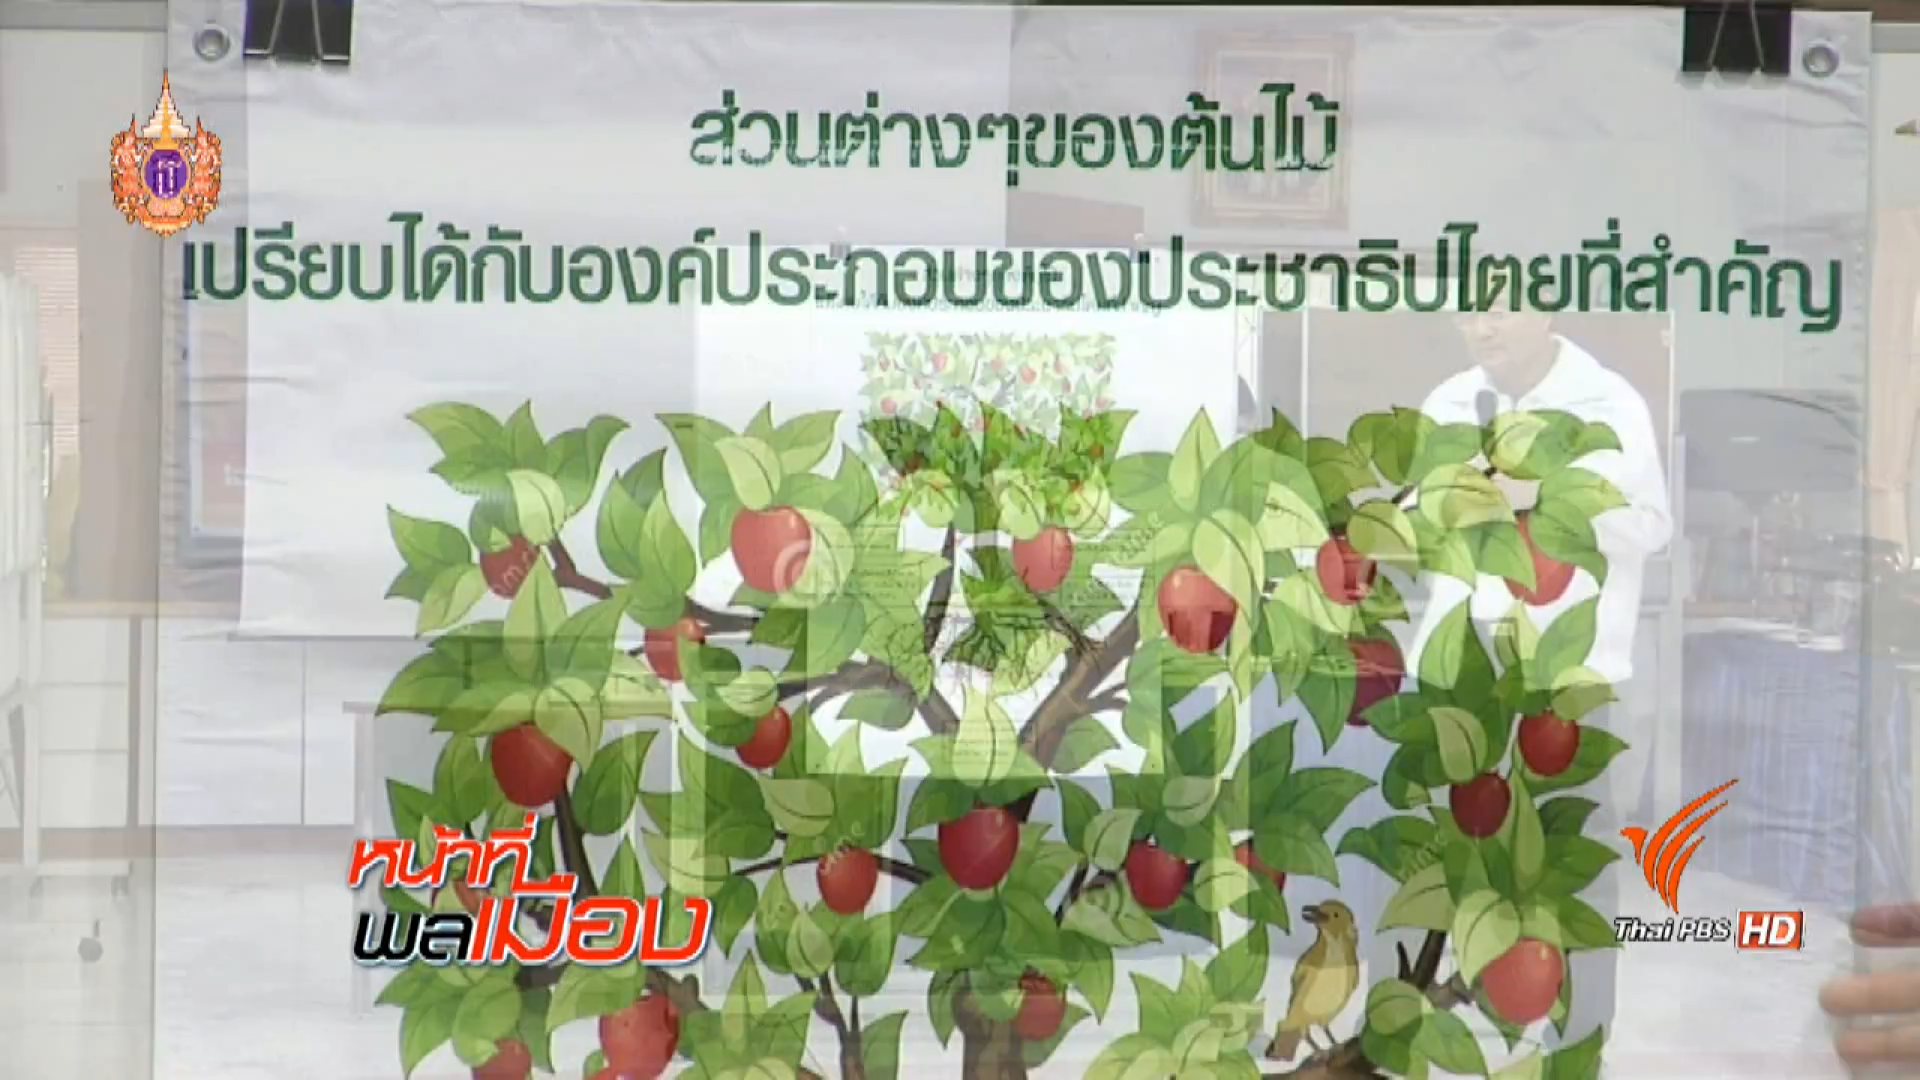 ส่วนต่างๆของต้นไม้
เปรียบได้กับองค์ประกอบของประชาธิปไตยที่สำคัญ
หน้าที่
พลเมือง
Thai PBS HD